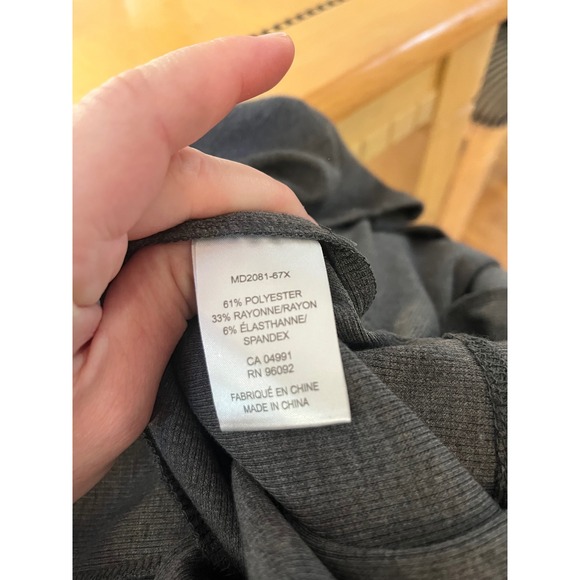 MD2081-67X
61% POLYESTER
33% RAYONNE/RAYON
6% ÉLASTHANNE/
SPANDEX
CA 04991
RN 96092
FABRIQUÉ EN CHINE
MADE IN CHINA